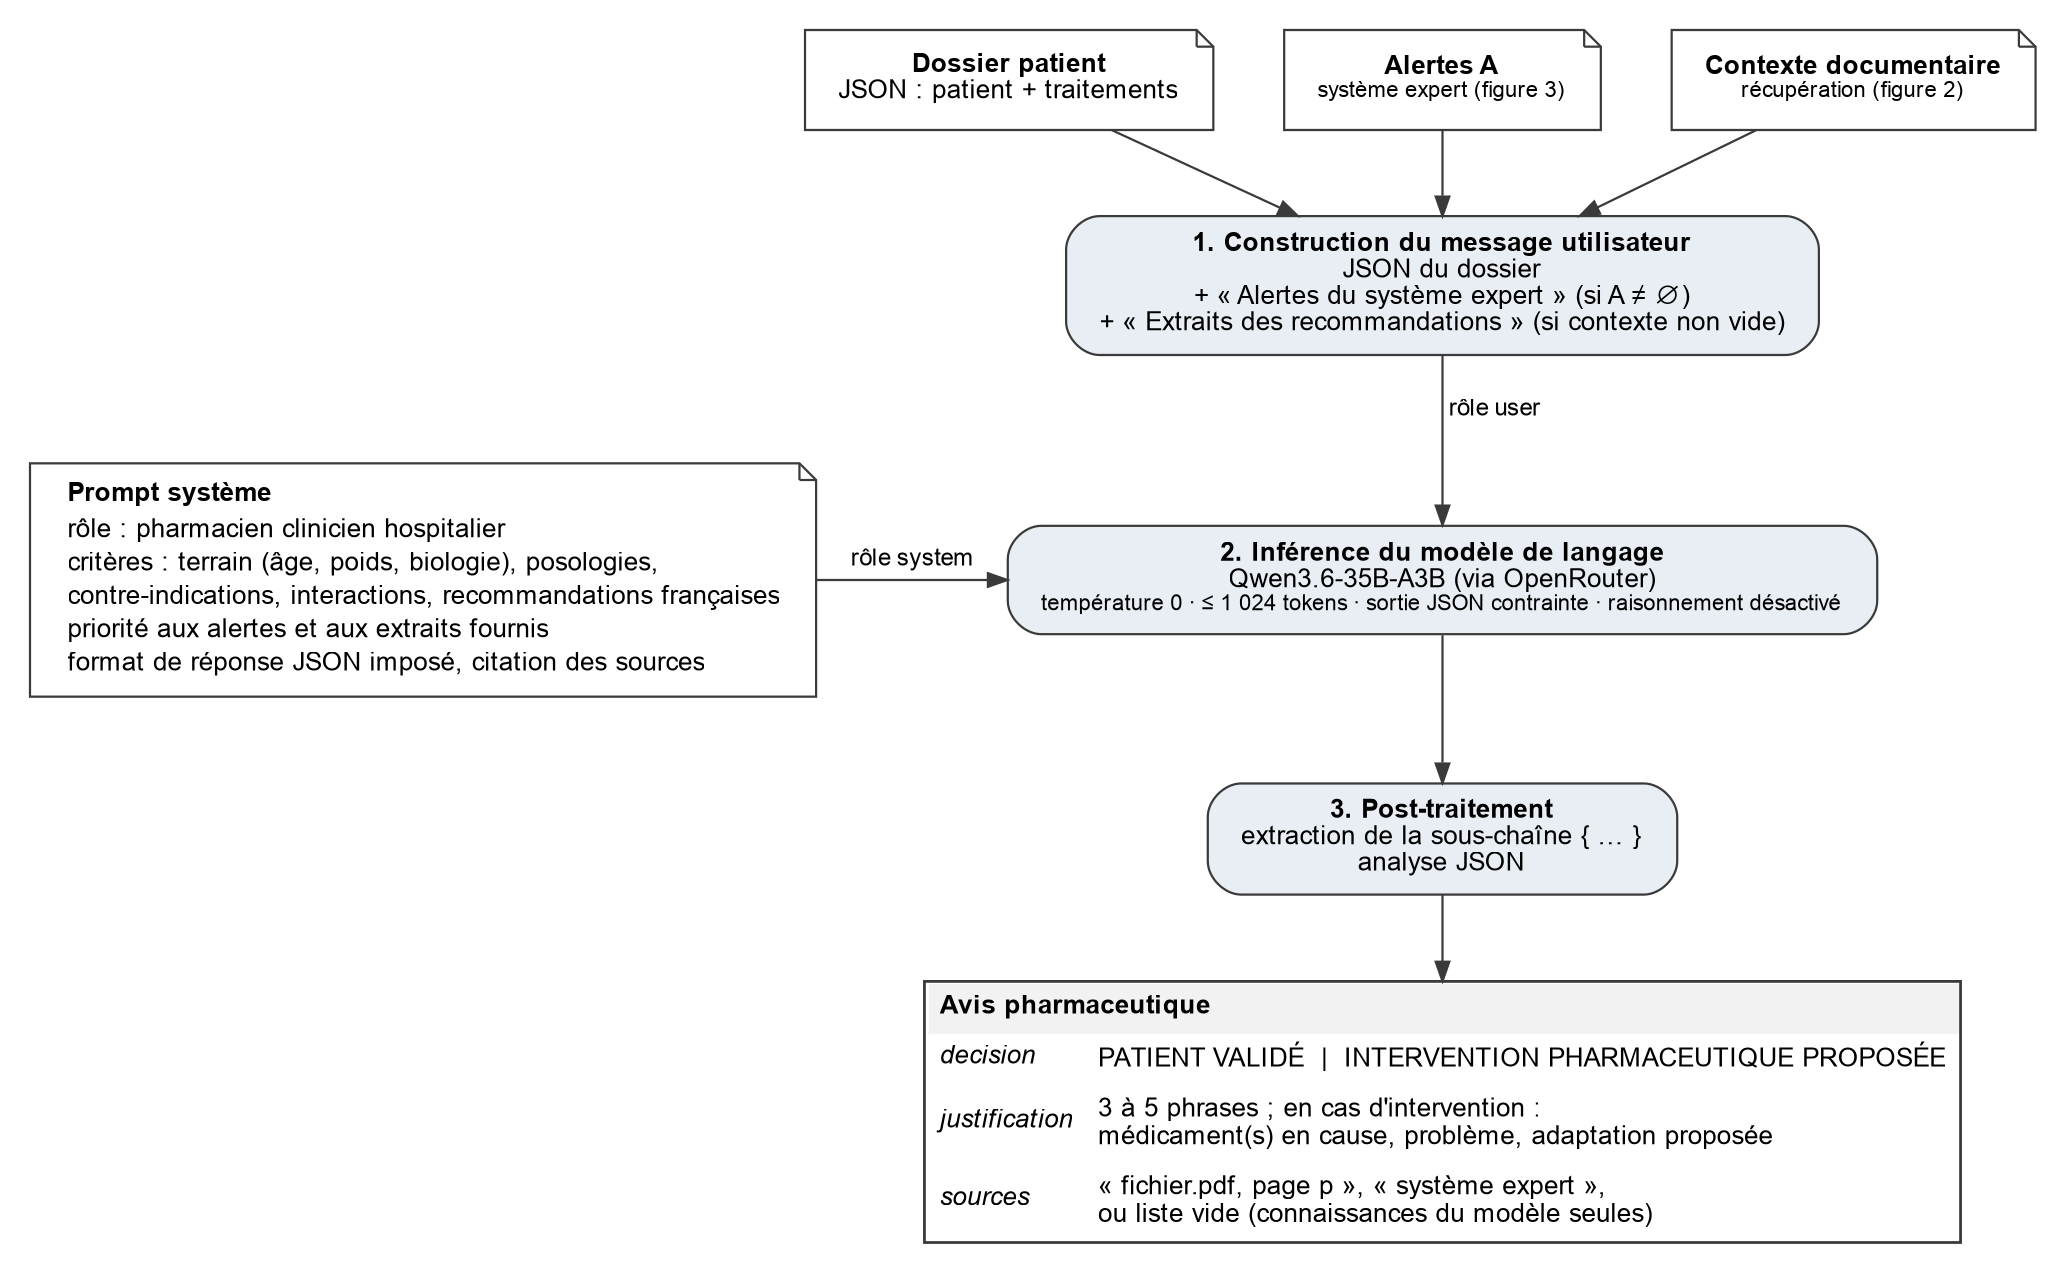 Dossier patient
JSON : patient + traitements
Alertes A
système expert (figure 3)
Contexte documentaire
récupération (figure 2)
1. Construction du message utilisateur
JSON du dossier
+ « Alertes du système expert » (si A ≠ ∅)
+ « Extraits des recommandations » (si contexte non vide)
rôle user
Prompt système
rôle : pharmacien clinicien hospitalier
critères : terrain (âge, poids, biologie), posologies,
contre-indications, interactions, recommandations françaises
priorité aux alertes et aux extraits fournis
format de réponse JSON imposé, citation des sources
rôle system
2. Inférence du modèle de langage
Qwen3.6-35B-A3B (via OpenRouter)
température 0 · ≤ 1 024 tokens · sortie JSON contrainte · raisonnement désactivé
3. Post-traitement
extraction de la sous-chaîne { … }
analyse JSON
Avis pharmaceutique
decision PATIENT VALIDÉ | INTERVENTION PHARMACEUTIQUE PROPOSÉE
justification 3 à 5 phrases ; en cas d'intervention :
médicament(s) en cause, problème, adaptation proposée
sources « fichier.pdf, page p », « système expert »,
ou liste vide (connaissances du modèle seules)